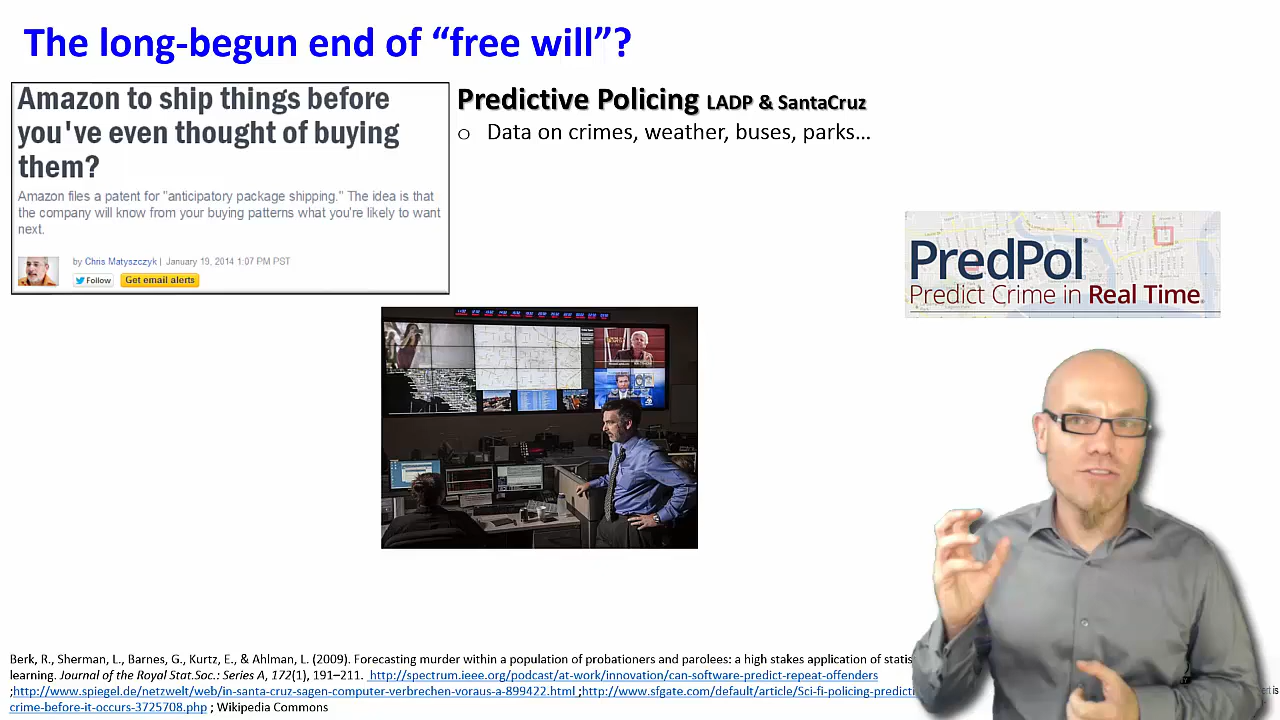 The long-begun end of “free will”?
Amazon to ship things before
you've even thought of buying
them?
Amazon files a patent for "anticipatory package shipping." The idea is that
the company will know from your buying patterns what you're likely to want
next.
by Chris Matyszczyk | January 19, 2014 1:07 PM PST
Follow Get email alerts
Predictive Policing LADP & SantaCruz
o Data on crimes, weather, buses, parks…
PredPol
Predict Crime in Real Time.
Berk, R., Sherman, L., Barnes, G., Kurtz, E., & Ahlman, L. (2009). Forecasting murder within a population of probationers and parolees: a high stakes application of statis
learning. Journal of the Royal Stat.Soc.: Series A, 172(1), 191–211. http://spectrum.ieee.org/podcast/at-work/innovation/can-software-predict-repeat-offenders
;http://www.spiegel.de/netzwelt/web/in-santa-cruz-sagen-computer-verbrechen-voraus-a-899422.html ;http://www.sfgate.com/default/article/Sci-fi-policing-predicti
crime-before-it-occurs-3725708.php ; Wikipedia Commons